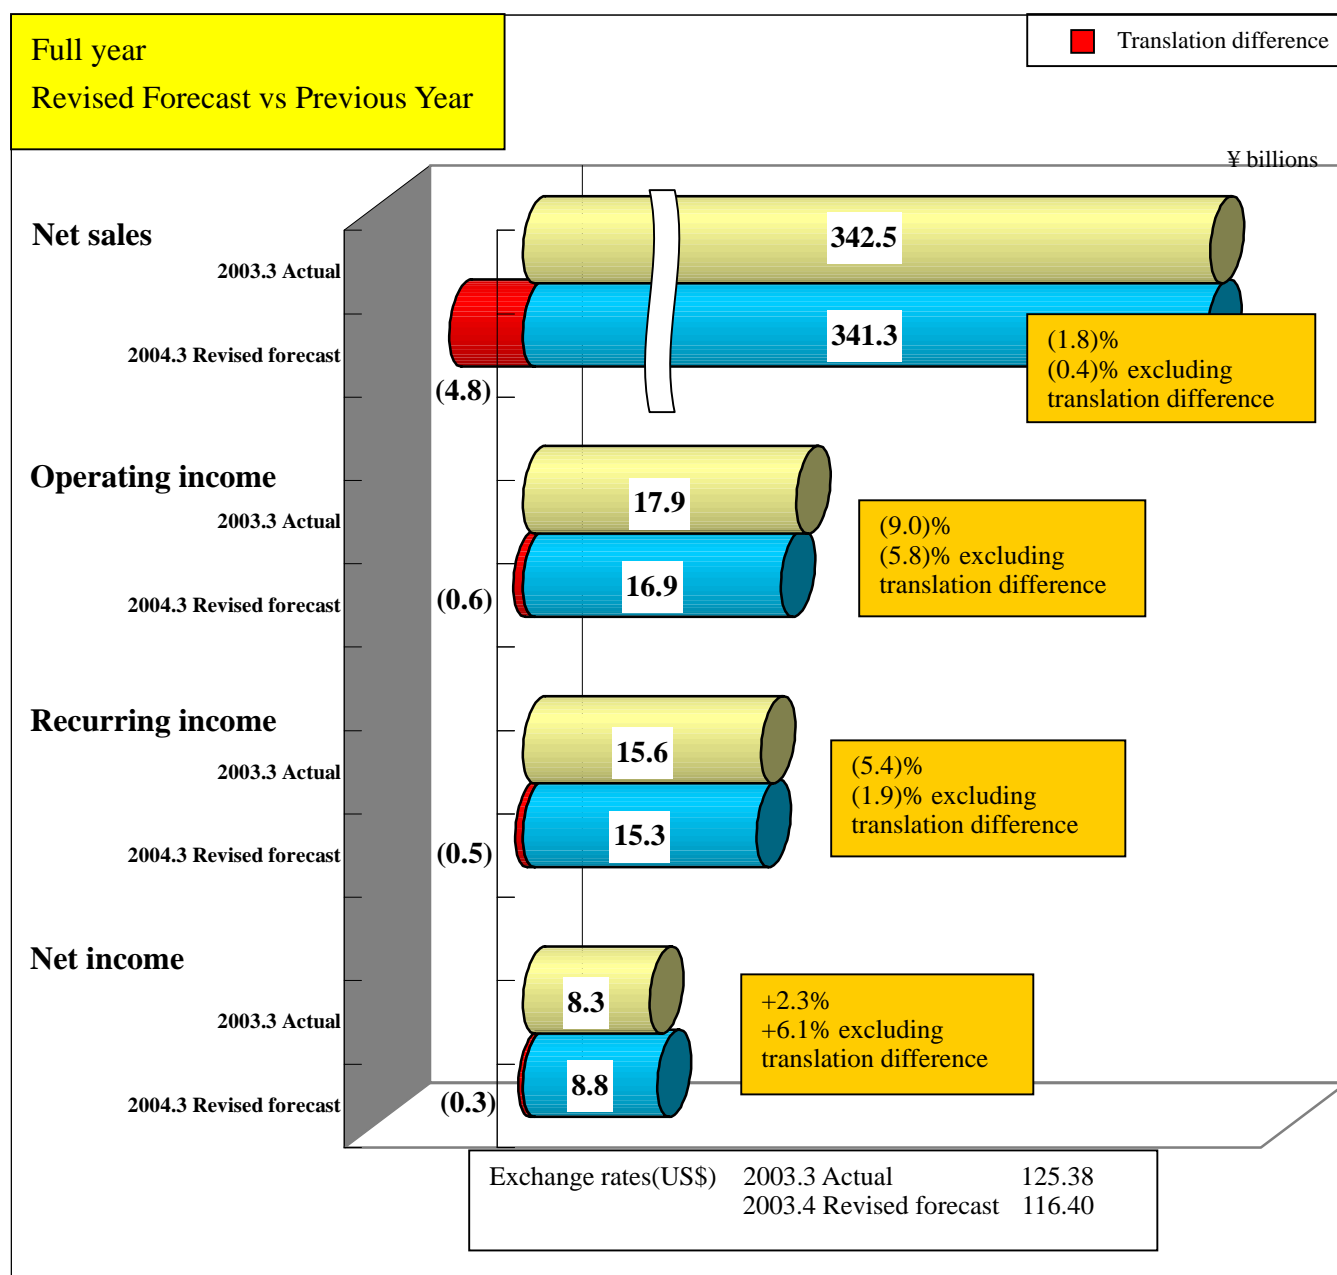 Full year
Revised Forecast vs Previous Year
Translation difference
¥ billions
Net sales
2003.3 Actual
342.5
2004.3 Revised forecast
341.3
(4.8)
(1.8)%
(0.4)% excluding
translation difference
Operating income
2003.3 Actual
17.9
2004.3 Revised forecast
(0.6)
16.9
(9.0)%
(5.8)% excluding
translation difference
Recurring income
2003.3 Actual
15.6
2004.3 Revised forecast
(0.5)
15.3
(5.4)%
(1.9)% excluding
translation difference
Net income
2003.3 Actual
8.3
2004.3 Revised forecast
(0.3)
8.8
+2.3%
+6.1% excluding
translation difference
Exchange rates(US$) 2003.3 Actual 125.38
2003.4 Revised forecast 116.40